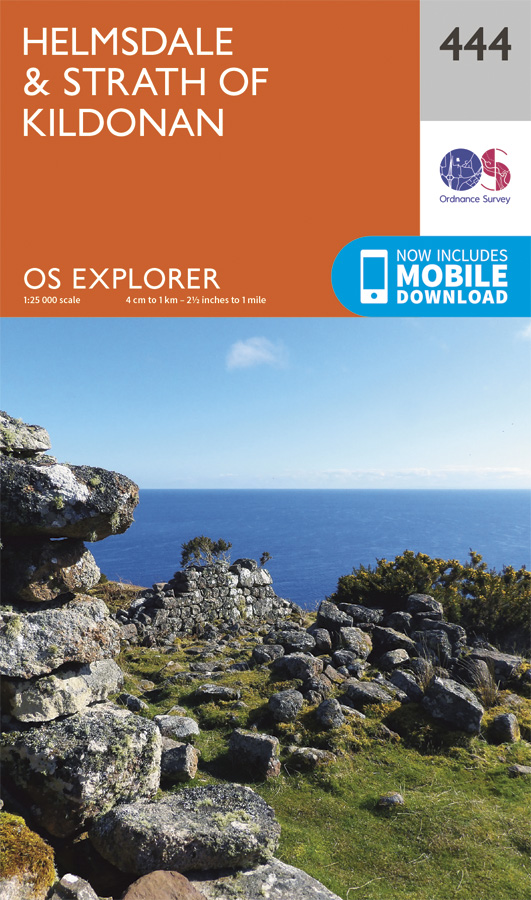 HELMSDALE
& STRATH OF
KILDONAN
444
Ordnance Survey
OS EXPLORER
1:25 000 scale 4 cm to 1 km – 2½ inches to 1 mile
NOW INCLUDES
MOBILE
DOWNLOAD